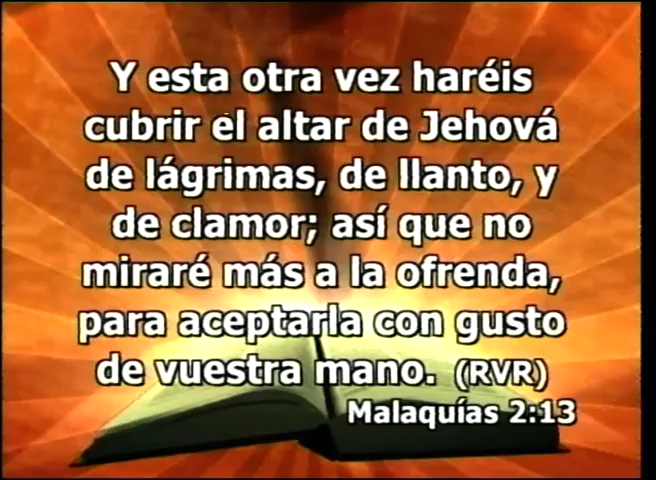 Y esta otra vez haréis
cubrir el altar de Jehová
de lágrimas, de llanto, y
de clamor; así que no
miraré más a la ofrenda,
para aceptarla con gusto
de vuestra mano. (RVR)
Malaquías 2:13